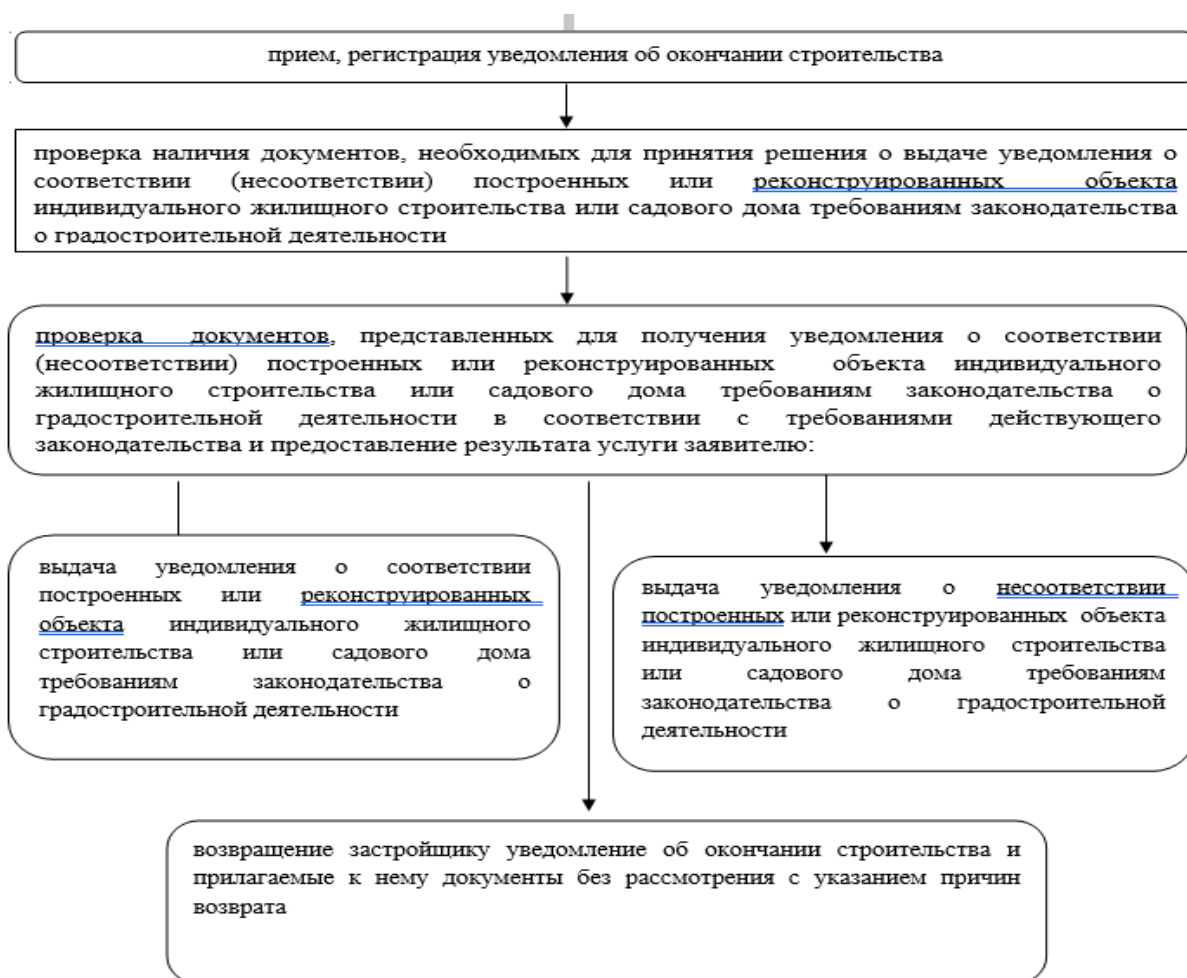 прием, регистрация уведомления об окончании строительства
проверка наличия документов, необходимых для принятия решения о выдаче уведомления о
соответствии (несоответствии) построенных или реконструированных объекта
индивидуального жилищного строительства или садового дома требованиям законодательства
о градостроительной деятельности
проверка документов, представленных для получения уведомления о соответствии
(несоответствии) построенных или реконструированных объекта индивидуального
жилищного строительства или садового дома требованиям законодательства о
градостроительной деятельности в соответствии с требованиями действующего
законодательства и предоставление результата услуги заявителю:
выдача уведомления о соответствии
построенных или реконструированных
объекта индивидуального жилищного
строительства или садового дома
требованиям законодательства о
градостроительной деятельности
выдача уведомления о несоответствии
построенных или реконструированных объекта
индивидуального жилищного строительства
или садового дома требованиям
законодательства о градостроительной
деятельности
возвращение застройщику уведомление об окончании строительства и
прилагаемые к нему документы без рассмотрения с указанием причин
возврата